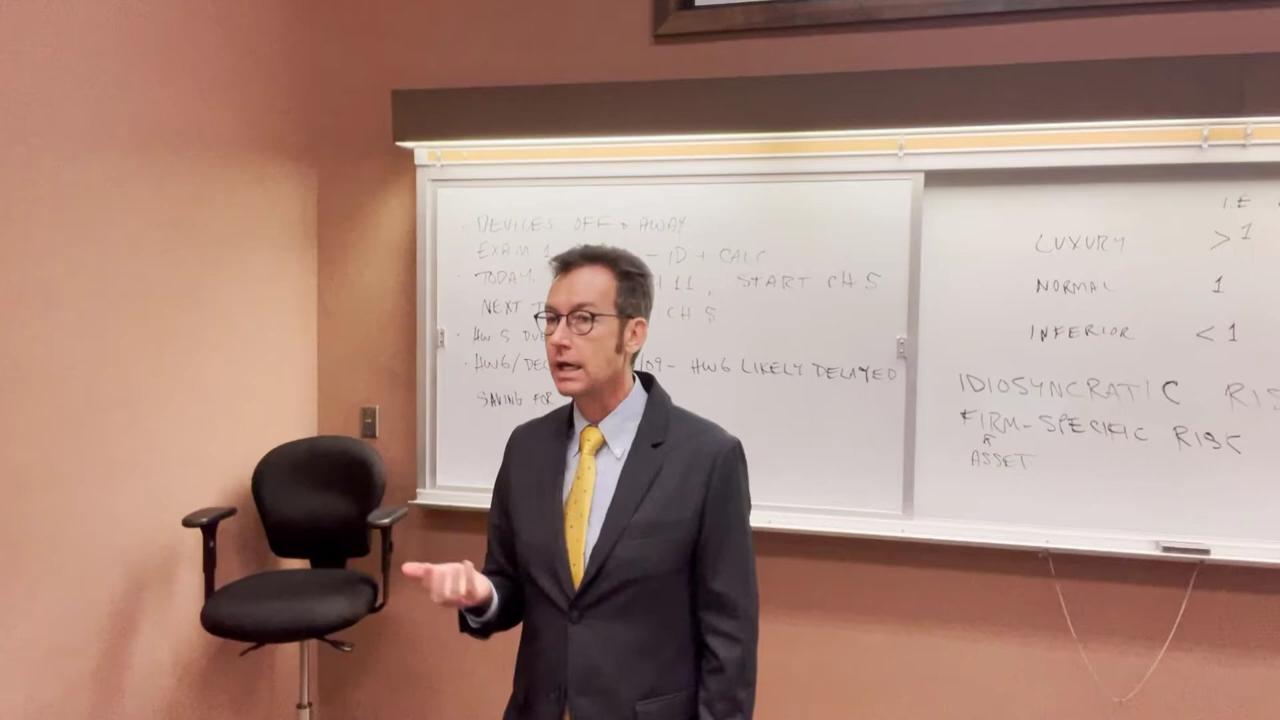 · DEVICES OFF & AWAY
EXAM 1 - ID + CALC
· TODAY 11, START CH 5
NEXT CH 5
· HW 5 DUE
· HW6/DEC /09- HW6 LIKELY DELAYED
SAVING FOR
I.E
LUXURY >1
NORMAL 1
INFERIOR <1
IDIOSYNCRATIC RIS
FIRM-SPECIFIC RISK
ASSET